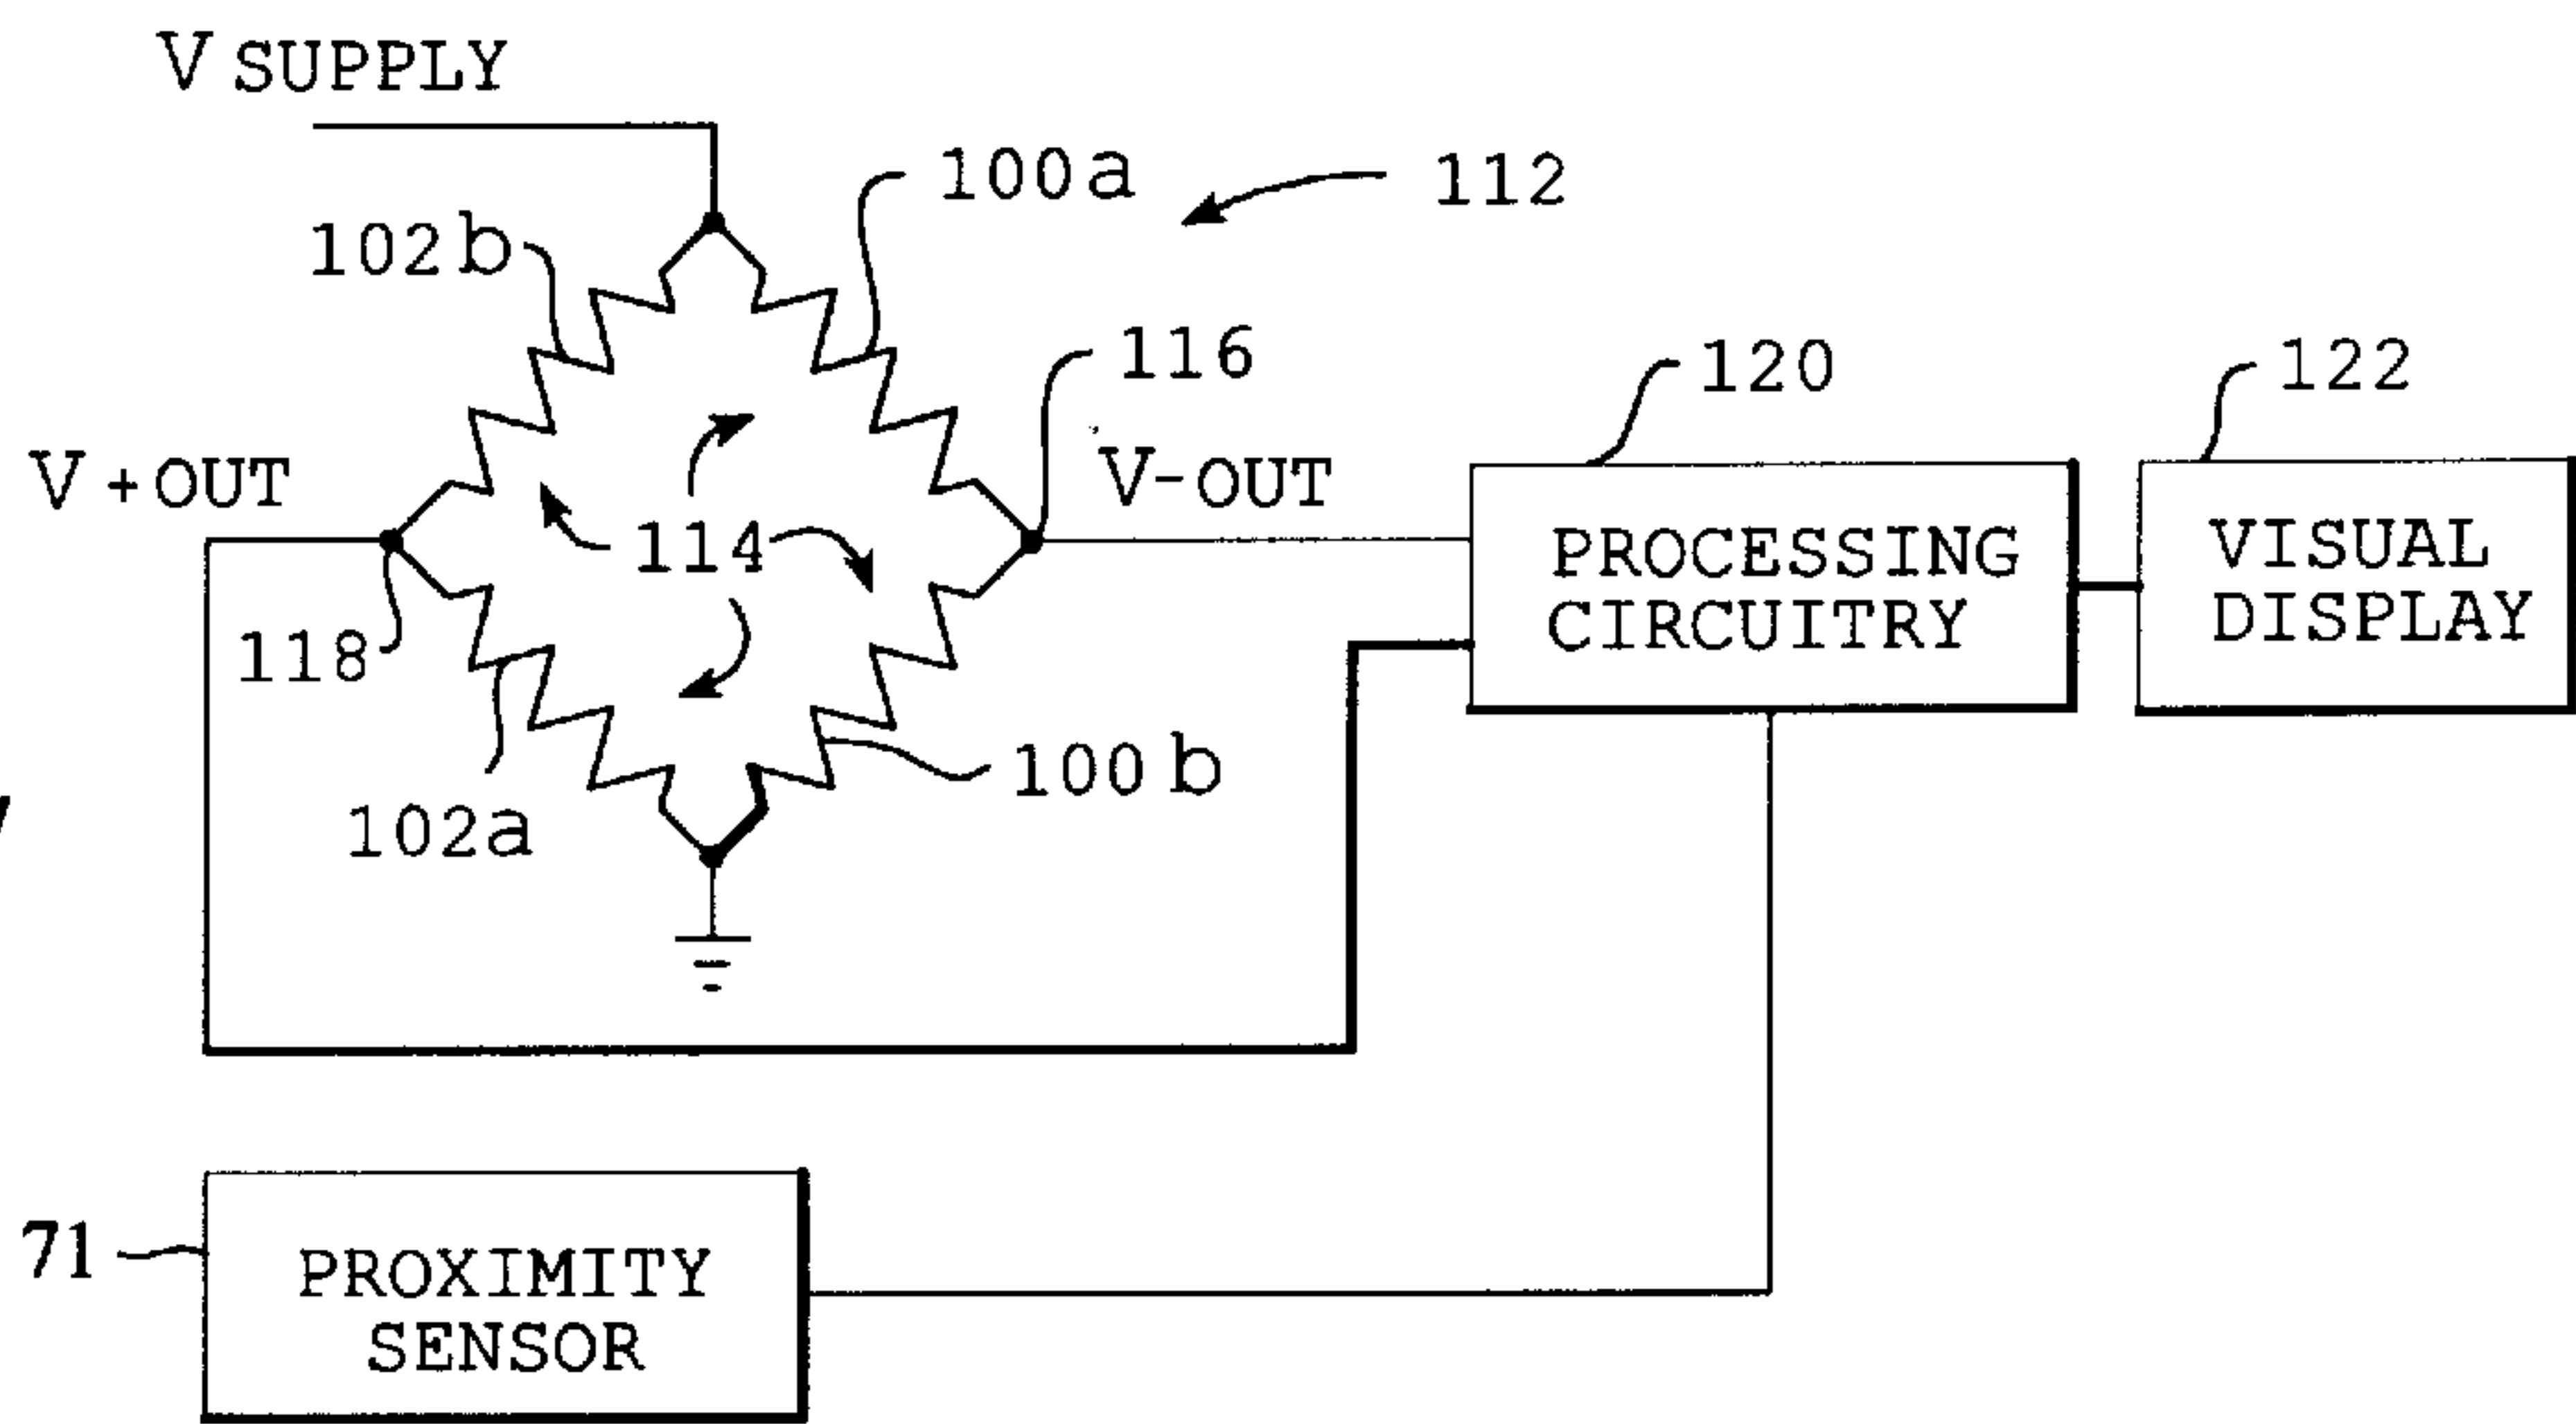 V SUPPLY
100a
112
102b
116
120
122
V+OUT
V-OUT
114
PROCESSING
CIRCUITRY
VISUAL
DISPLAY
118
100b
102a
71
PROXIMITY
SENSOR